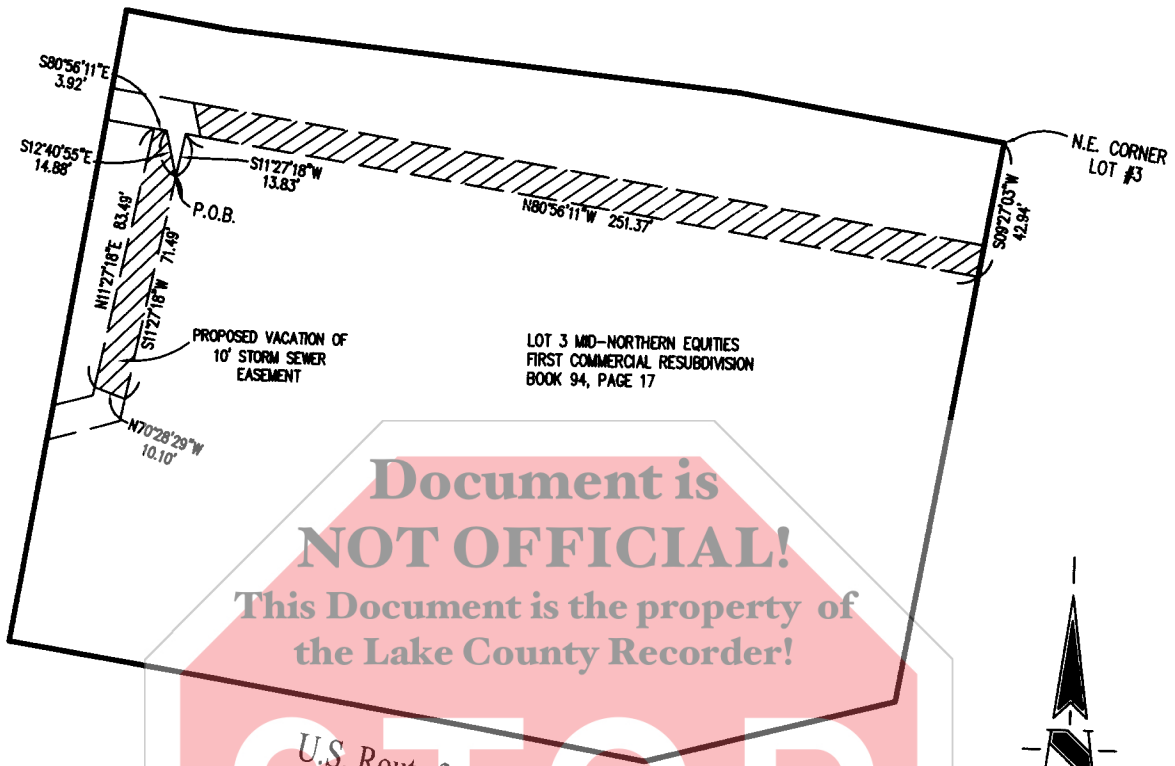 S80°56'11"E
3.92'
S12°40'55"E
14.88'
S11°27'18"W
13.83'
P.O.B.
N80°56'11"W 251.37'
N.E. CORNER
LOT #3
S09°27'03"W
42.94'
N11°27'18"E 83.49'
S11°27'18"W 71.49'
PROPOSED VACATION OF
10' STORM SEWER
EASEMENT
LOT 3 MID-NORTHERN EQUITIES
FIRST COMMERCIAL RESUBDIVISION
BOOK 94, PAGE 17
N70°28'29"W
10.10'
Document is
NOT OFFICIAL!
This Document is the property of
the Lake County Recorder!
STOP
U.S. Route
N